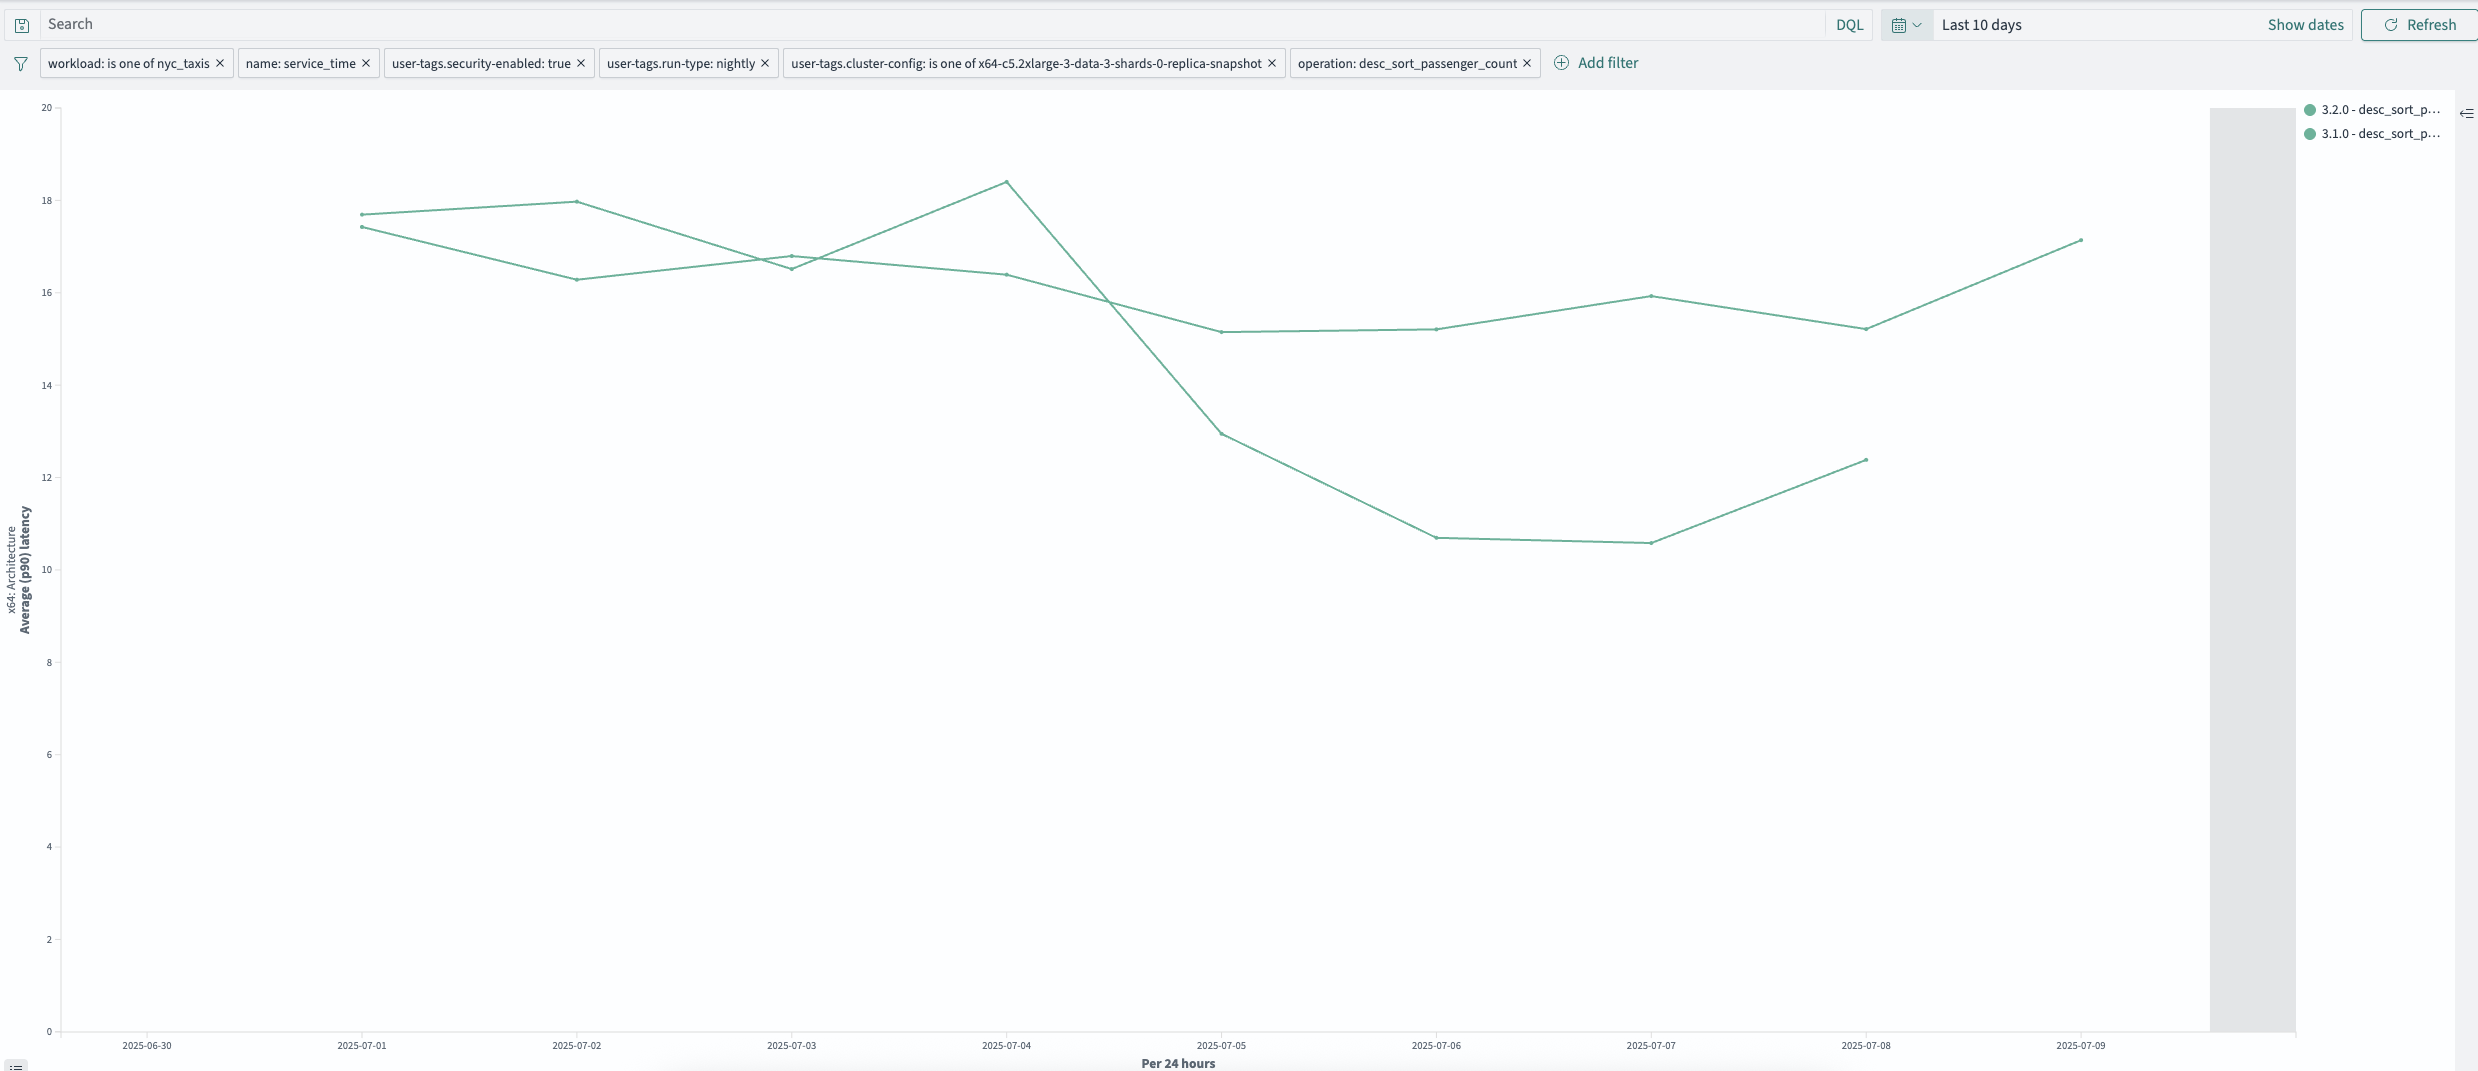 Search DQL Last 10 days Show dates Refresh
workload: is one of nyc_taxis × name: service_time × user-tags.security-enabled: true × user-tags.run-type: nightly × user-tags.cluster-config: is one of x64-c5.2xlarge-3-data-3-shards-0-replica-snapshot × operation: desc_sort_passenger_count × Add filter
3.2.0 - desc_sort_p…
3.1.0 - desc_sort_p…
x64: Architecture
Average (p90) latency
20
18
16
14
12
10
8
6
4
2
0
2025-06-30 2025-07-01 2025-07-02 2025-07-03 2025-07-04 2025-07-05 2025-07-06 2025-07-07 2025-07-08 2025-07-09
Per 24 hours